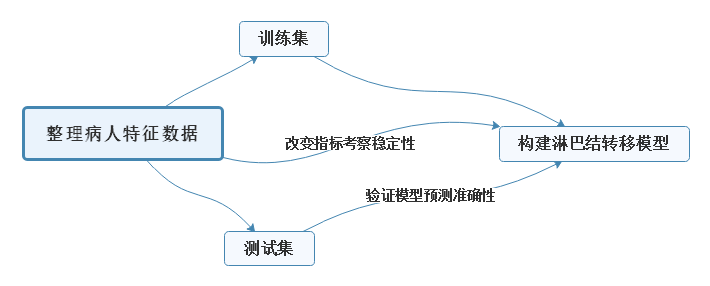 训练集
整理病人特征数据
改变指标考察稳定性
构建淋巴结转移模型
验证模型预测准确性
测试集